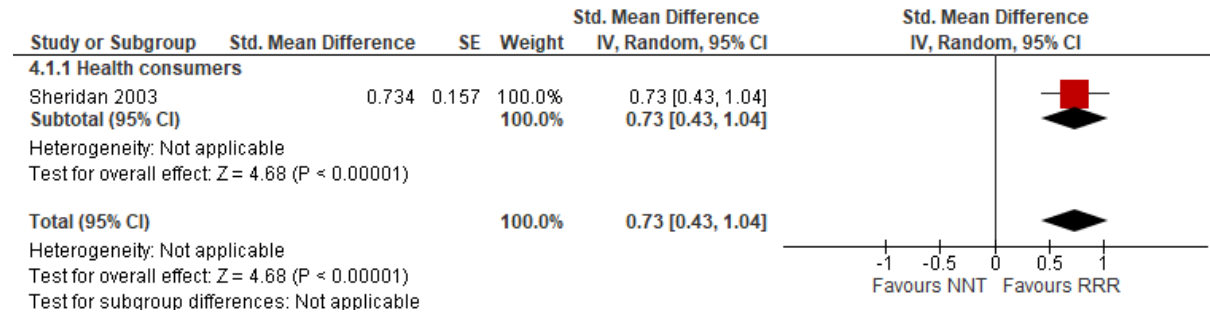 Std. Mean Difference Std. Mean Difference
Study or Subgroup Std. Mean Difference SE Weight IV, Random, 95% CI IV, Random, 95% CI
4.1.1 Health consumers
Sheridan 2003 0.734 0.157 100.0% 0.73 [0.43, 1.04]
Subtotal (95% CI) 100.0% 0.73 [0.43, 1.04]
Heterogeneity: Not applicable
Test for overall effect: Z = 4.68 (P < 0.00001)
Total (95% CI) 100.0% 0.73 [0.43, 1.04]
Heterogeneity: Not applicable
Test for overall effect: Z = 4.68 (P < 0.00001)
Test for subgroup differences: Not applicable
-1 -0.5 0 0.5 1
Favours NNT Favours RRR